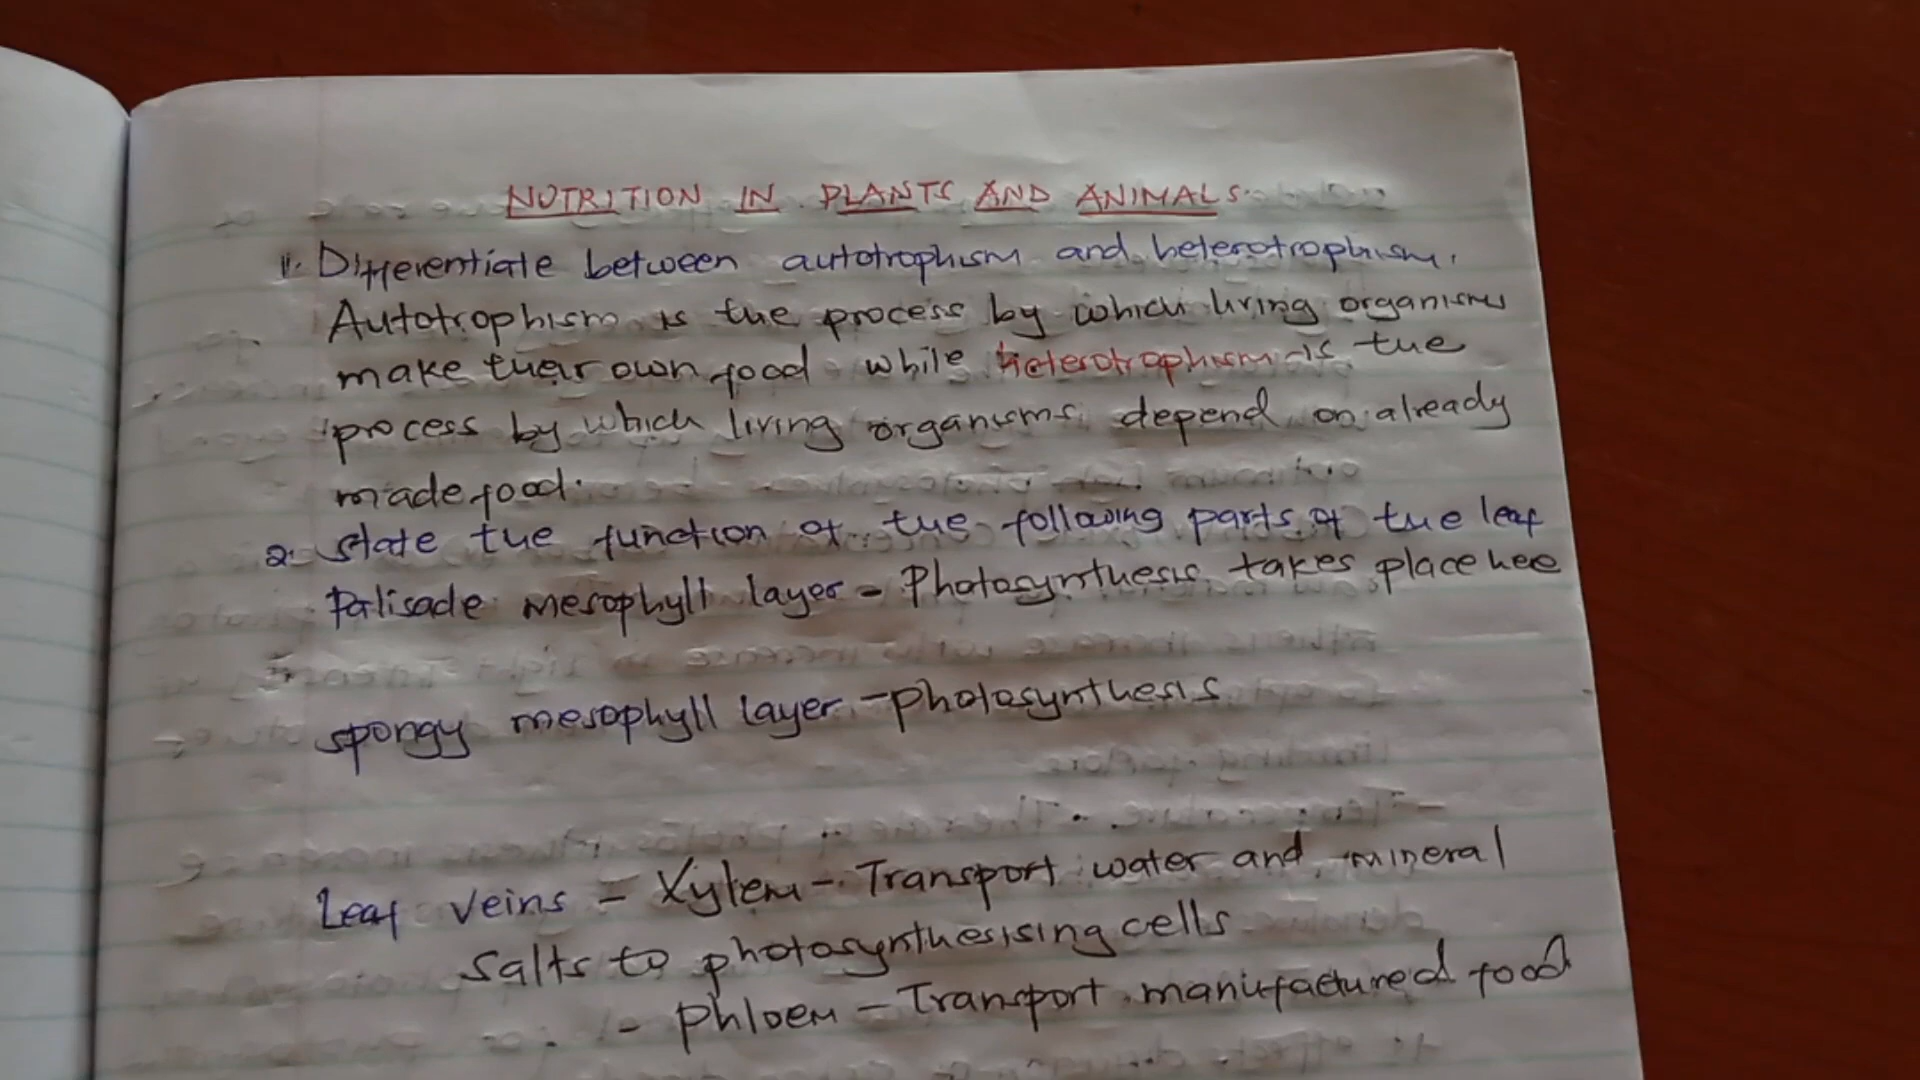 NUTRITION IN PLANTS AND ANIMALS
1. Differentiate between autotrophism and heterotrophism.
Autotrophism is the process by which living organisms
make their own food while heterotrophism is the
process by which living organisms depend on already
made food.
2. state the function of the following parts of the leaf
Palisade mesophyll layer - Photosynthesis takes place hee
spongy mesophyll layer - photosynthesis
Leaf veins - Xylem - Transport water and mineral
salts to photosynthesising cells
- phloem - Transport manufactured food